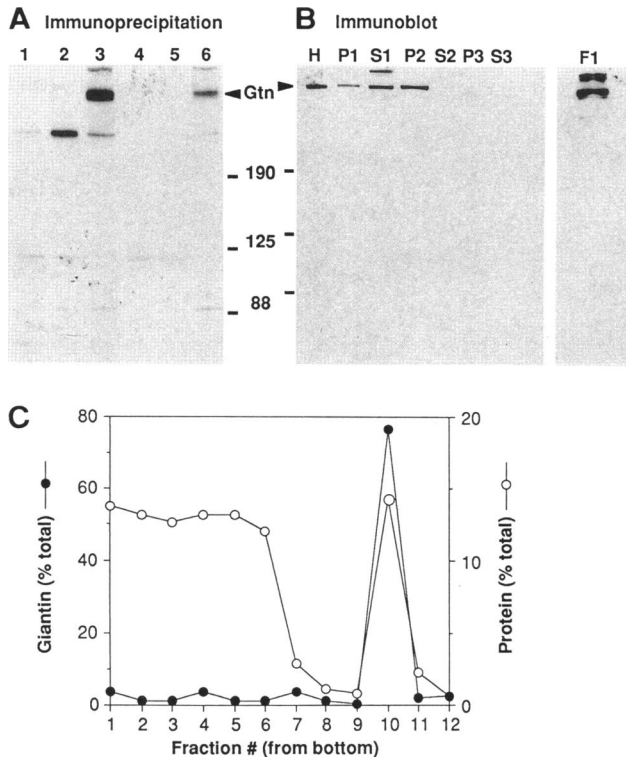 A Immunoprecipitation
1 2 3 4 5 6
Gtn
190
125
88
B Immunoblot
H P1 S1 P2 S2 P3 S3 F1
C
80
60
40
20
0
Giantin (% total)
20
10
0
Protein (% total)
1 2 3 4 5 6 7 8 9 10 11 12
Fraction # (from bottom)